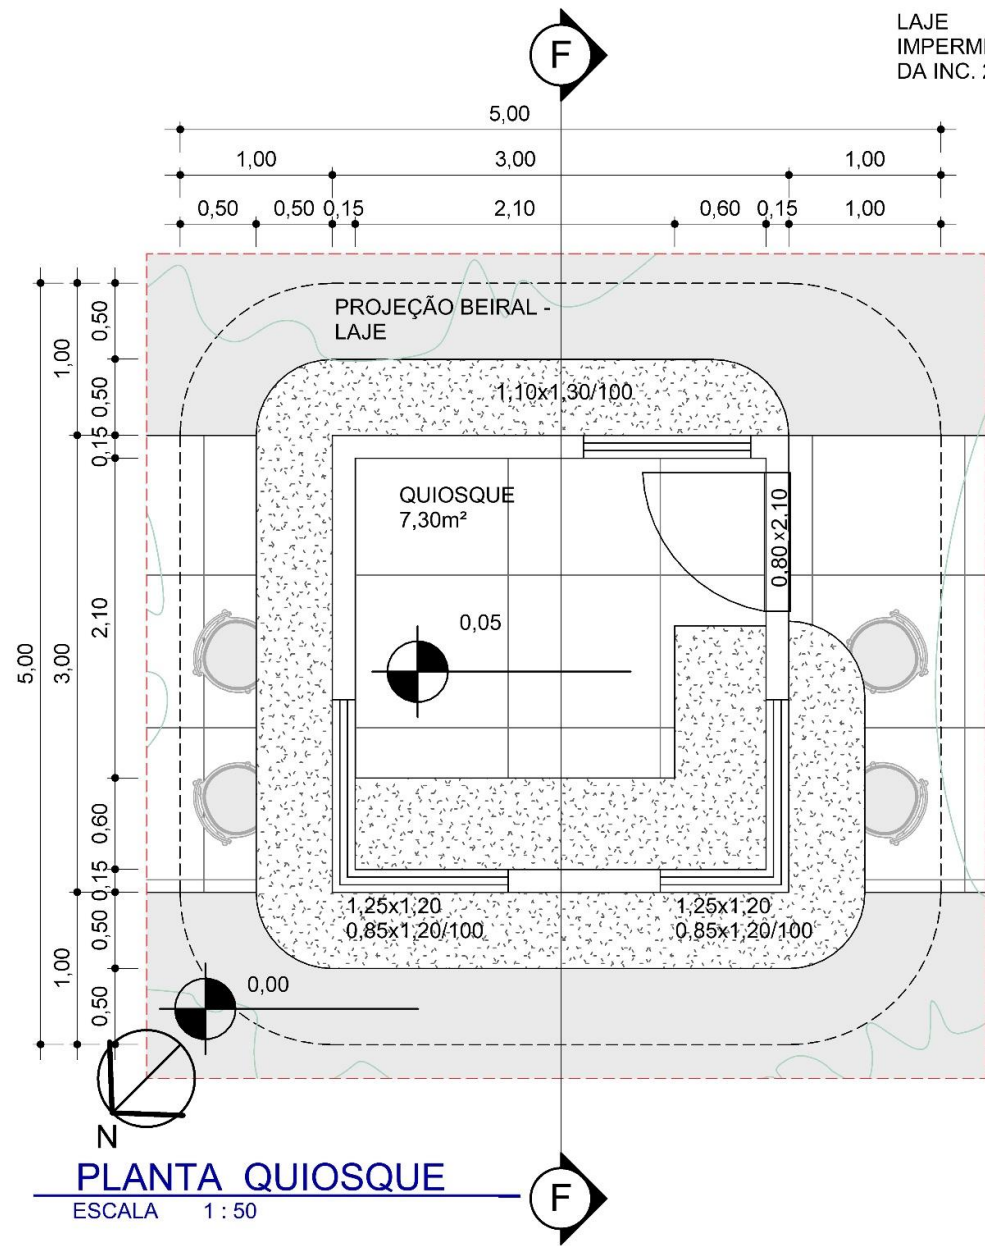 F
LAJE
IMPERME
DA INC. 2
5,00
1,00 3,00 1,00
0,50 0,50 0,15 2,10 0,60 0,15 1,00
PROJEÇÃO BEIRAL -
LAJE
1,10x1,30/100
QUIOSQUE
7,30m²
0,80x2,10
0,05
5,00
1,00
3,00
1,00
0,50
0,50
0,15
2,10
0,60
0,15
0,50
0,50
1,25x1,20
0,85x1,20/100
1,25x1,20
0,85x1,20/100
0,00
N
PLANTA QUIOSQUE
ESCALA 1 : 50
F